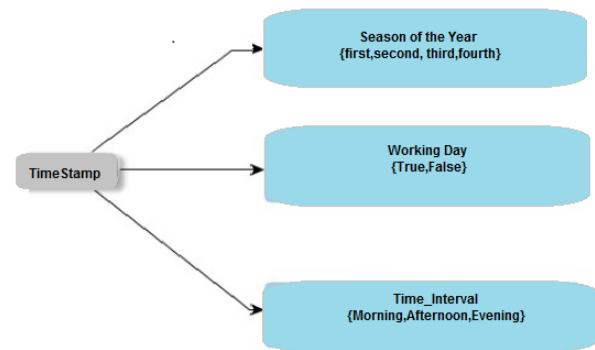 Season of the Year
{first,second, third,fourth}
TimeStamp
Working Day
{True,False}
Time_Interval
{Morning,Afternoon,Evening}